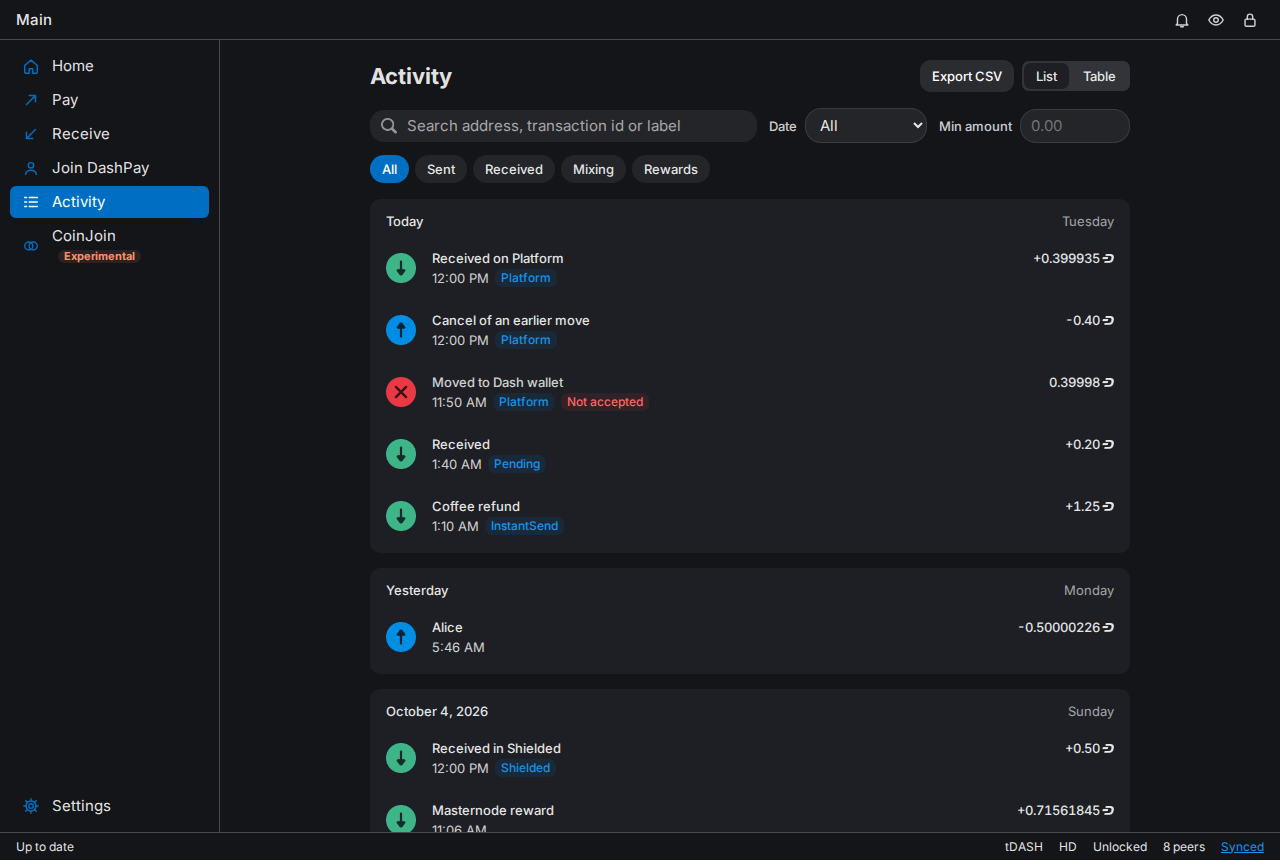 Main
Home
Pay
Receive
Join DashPay
Activity
CoinJoin
Experimental
Settings
Activity
Export CSV
List
Table
Search address, transaction id or label
Date
All
Min amount
0.00
All
Sent
Received
Mixing
Rewards
Today
Tuesday
Received on Platform
+0.399935
12:00 PM Platform
Cancel of an earlier move
-0.40
12:00 PM Platform
Moved to Dash wallet
0.39998
11:50 AM Platform Not accepted
Received
+0.20
1:40 AM Pending
Coffee refund
+1.25
1:10 AM InstantSend
Yesterday
Monday
Alice
-0.50000226
5:46 AM
October 4, 2026
Sunday
Received in Shielded
+0.50
12:00 PM Shielded
Masternode reward
+0.71561845
11:06 AM
Up to date
tDASH
HD
Unlocked
8 peers
Synced